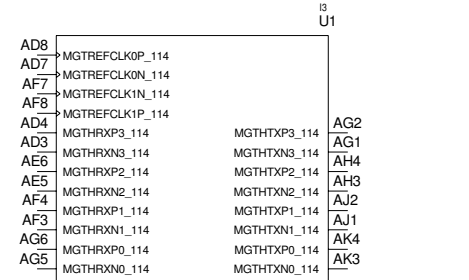 I3
U1
AD8 MGTREFCLK0P_114
AD7 MGTREFCLK0N_114
AF7 MGTREFCLK1N_114
AF8 MGTREFCLK1P_114
AD4 MGTHRXP3_114 MGTHTXP3_114 AG2
AD3 MGTHRXN3_114 MGTHTXN3_114 AG1
AE6 MGTHRXP2_114 MGTHTXP2_114 AH4
AE5 MGTHRXN2_114 MGTHTXN2_114 AH3
AF4 MGTHRXP1_114 MGTHTXP1_114 AJ2
AF3 MGTHRXN1_114 MGTHTXN1_114 AJ1
AG6 MGTHRXP0_114 MGTHTXP0_114 AK4
AG5 MGTHRXN0_114 MGTHTXN0_114 AK3